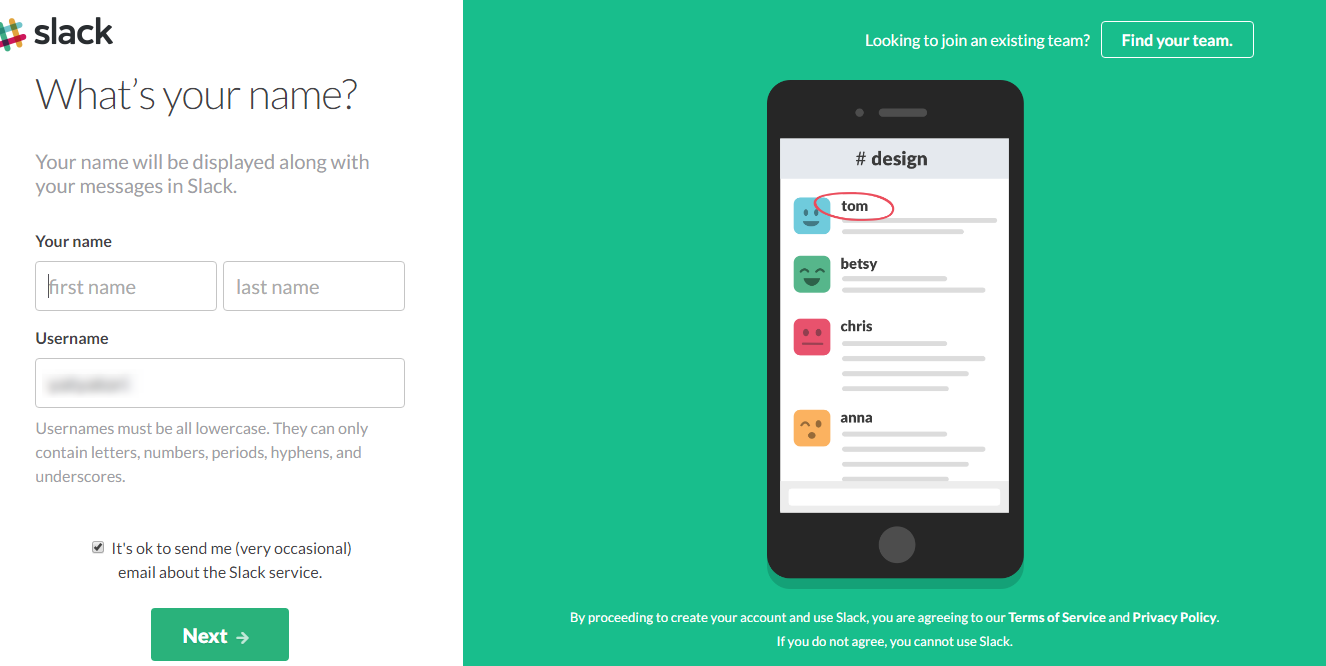 slack
What's your name?
Your name will be displayed along with
your messages in Slack.
Your name
first name
last name
Username
Usernames must be all lowercase. They can only
contain letters, numbers, periods, hyphens, and
underscores.
It's ok to send me (very occasional)
email about the Slack service.
Next →
Looking to join an existing team?
Find your team.
# design
tom
betsy
chris
anna
By proceeding to create your account and use Slack, you are agreeing to our Terms of Service and Privacy Policy.
If you do not agree, you cannot use Slack.